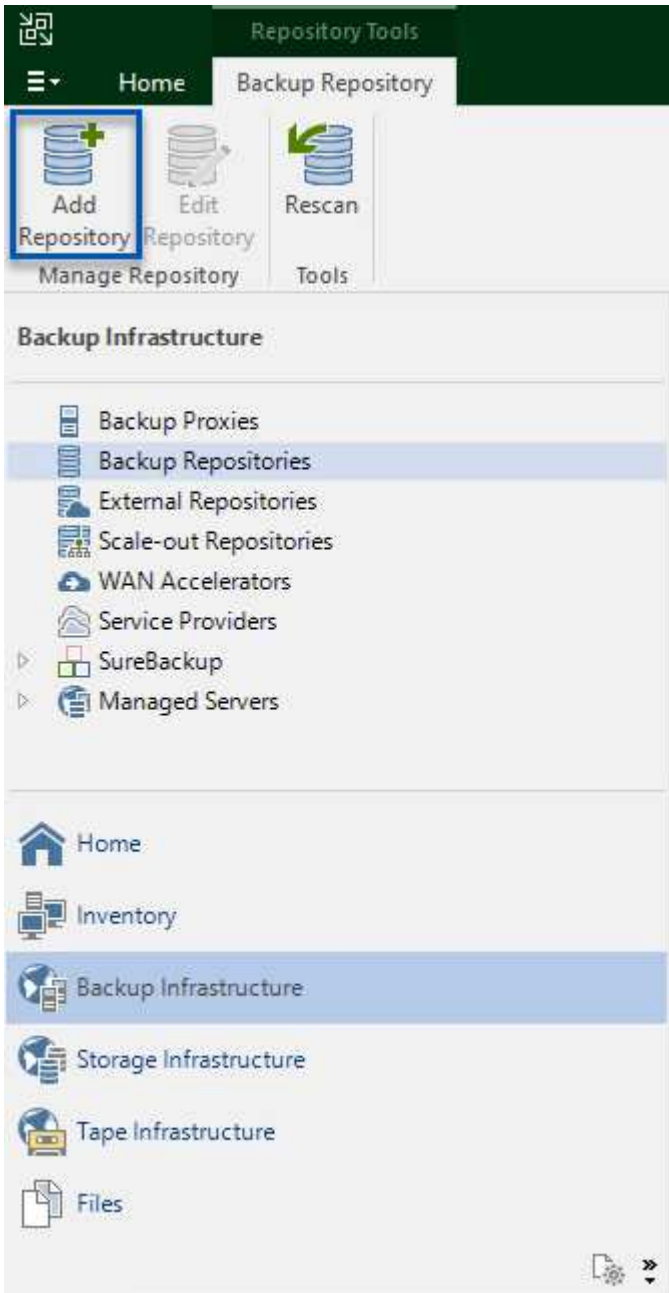 Repository Tools
Home Backup Repository
Add Repository
Edit Repository
Rescan
Manage Repository
Tools
Backup Infrastructure
Backup Proxies
Backup Repositories
External Repositories
Scale-out Repositories
WAN Accelerators
Service Providers
SureBackup
Managed Servers
Home
Inventory
Backup Infrastructure
Storage Infrastructure
Tape Infrastructure
Files